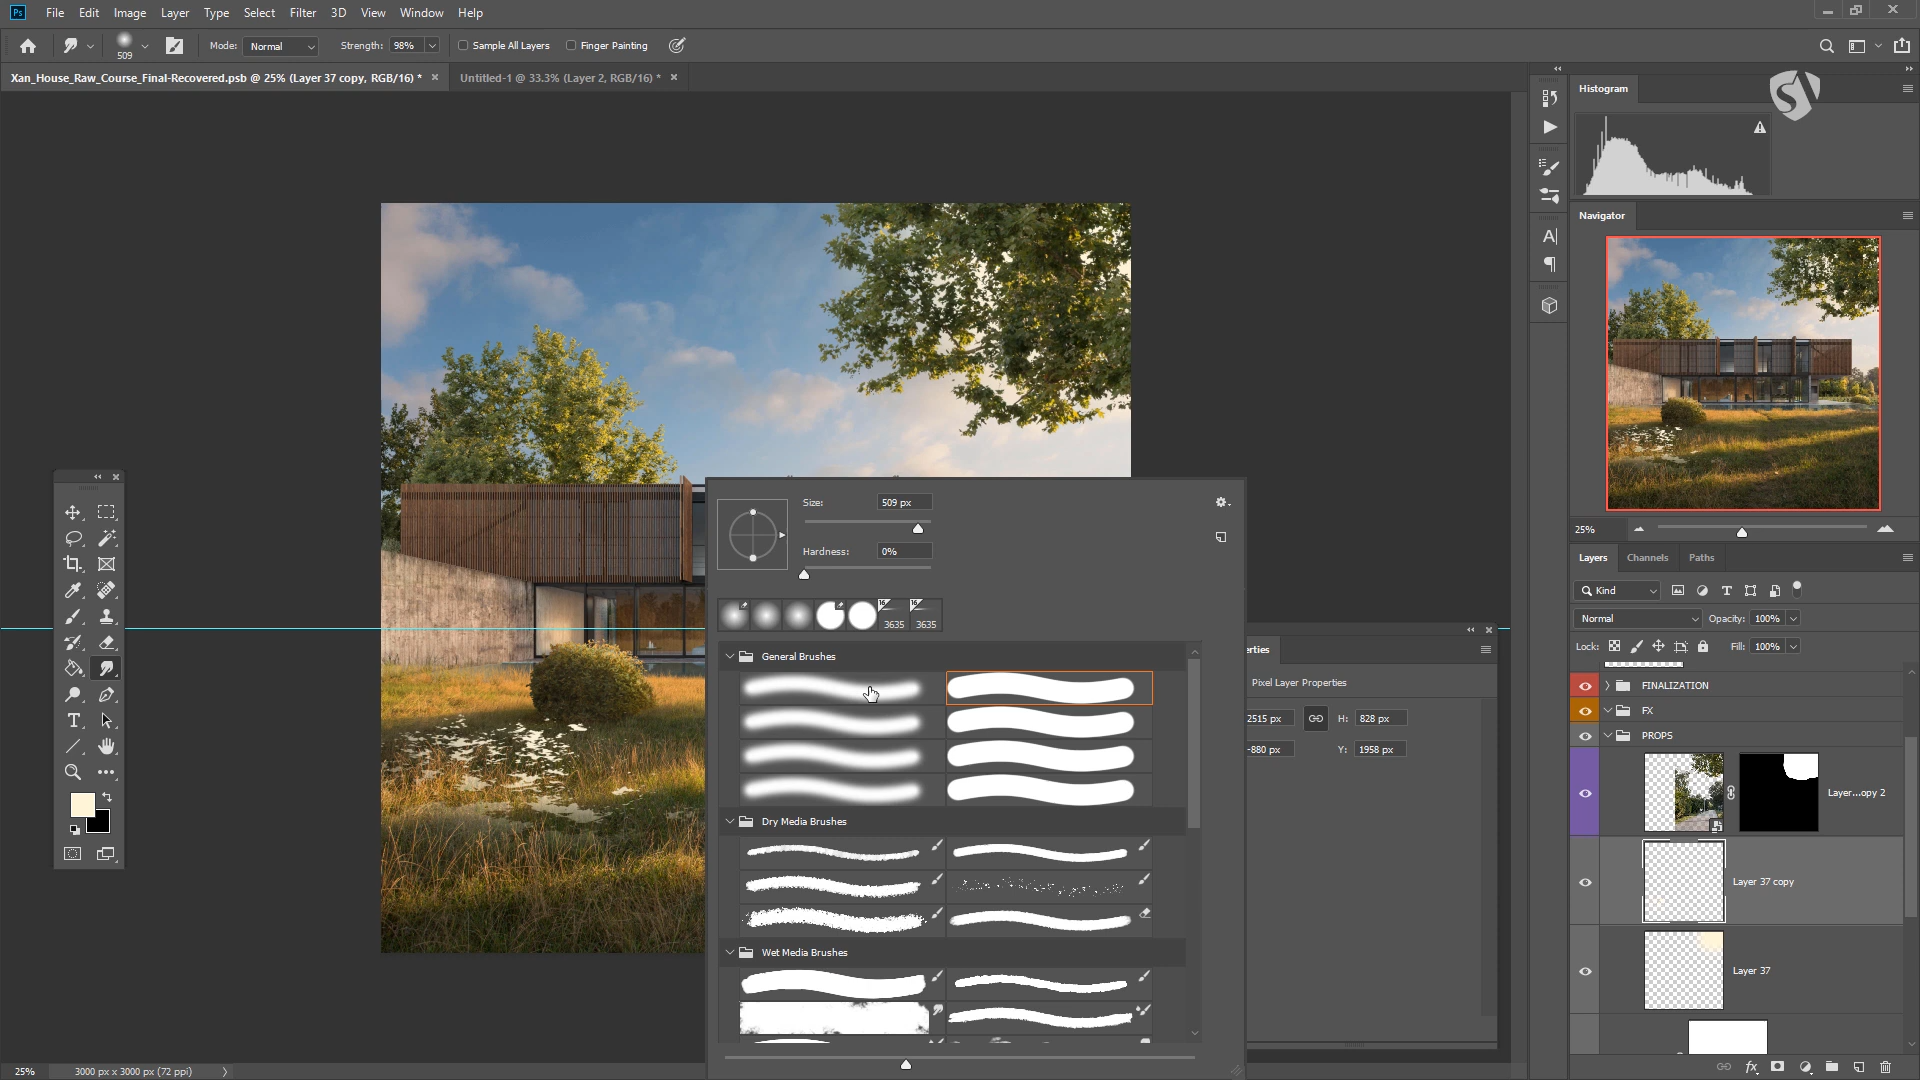 Ps File Edit Image Layer Type Select Filter 3D View Window Help
509 Mode: Normal Strength: 98% Sample All Layers Finger Painting
Xan_House_Raw_Course_Final-Recovered.psb @ 25% (Layer 37 copy, RGB/16) * Untitled-1 @ 33.3% (Layer 2, RGB/16) *
Histogram
Navigator
25%
Size: 509 px
Hardness: 0%
3635 3635
General Brushes
Dry Media Brushes
Wet Media Brushes
erties
Pixel Layer Properties
2515 px H: 828 px
-880 px Y: 1958 px
Layers Channels Paths
Kind
Normal Opacity: 100%
Lock: Fill: 100%
FINALIZATION
FX
PROPS
Layer...opy 2
Layer 37 copy
Layer 37
25% 3000 px x 3000 px (72 ppi)